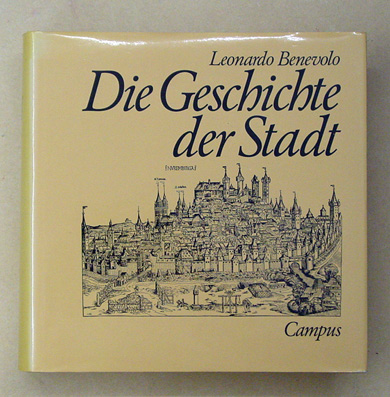 Leonardo Benevolo
Die Geschichte
der Stadt
Campus